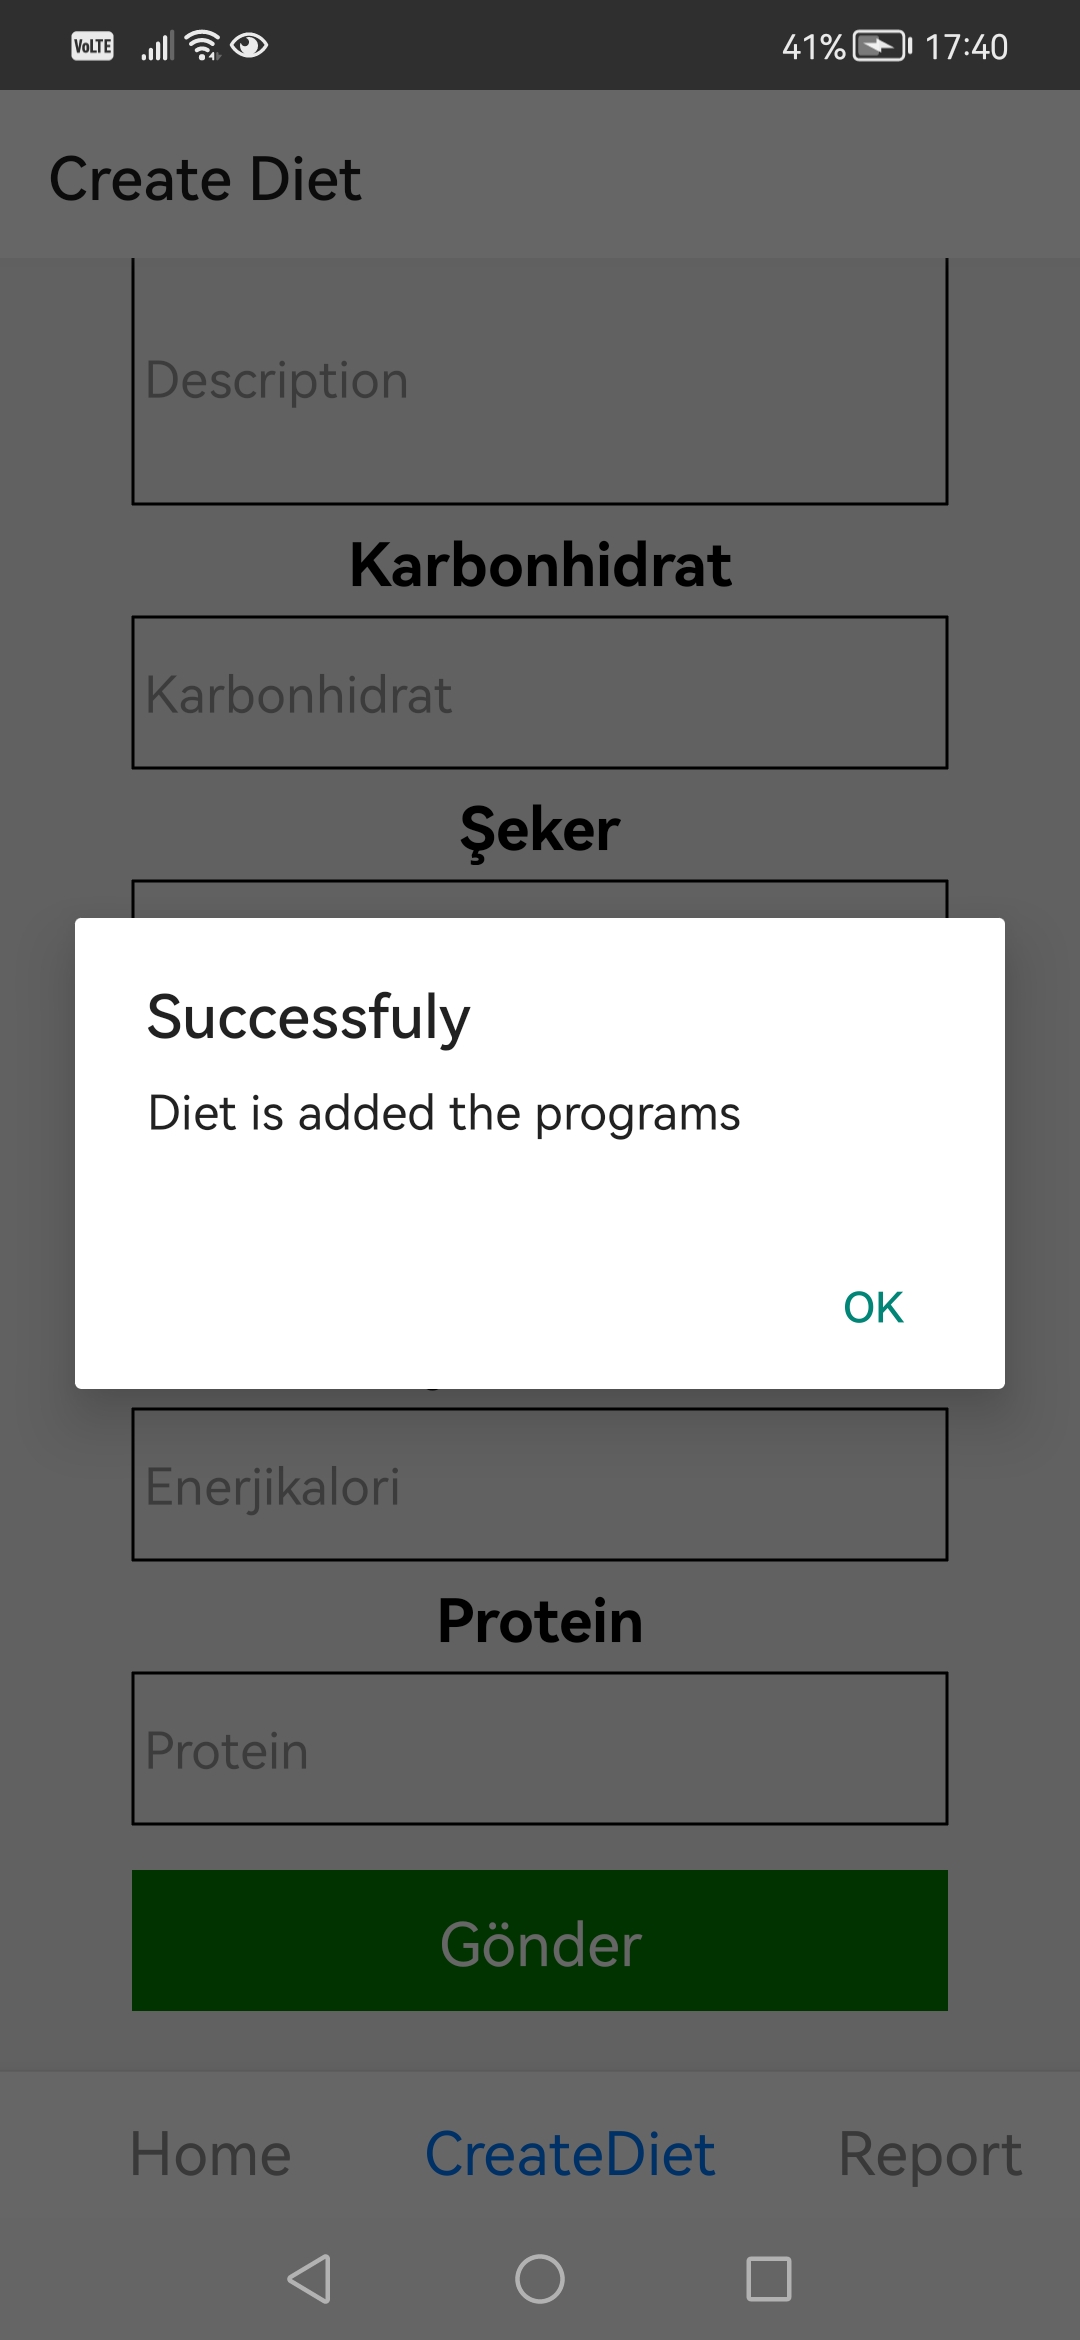 VoLTE 41% 17:40
Create Diet
Description
Karbonhidrat
Karbonhidrat
Şeker
Successfuly
Diet is added the programs
OK
Enerjikalori
Protein
Protein
Gönder
Home CreateDiet Report